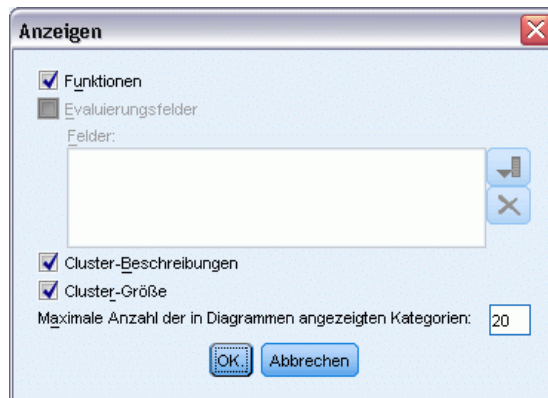 Anzeigen
Funktionen
Evaluierungsfelder
Felder:
Cluster-Beschreibungen
Cluster-Größe
Maximale Anzahl der in Diagrammen angezeigten Kategorien: 20
OK. Abbrechen